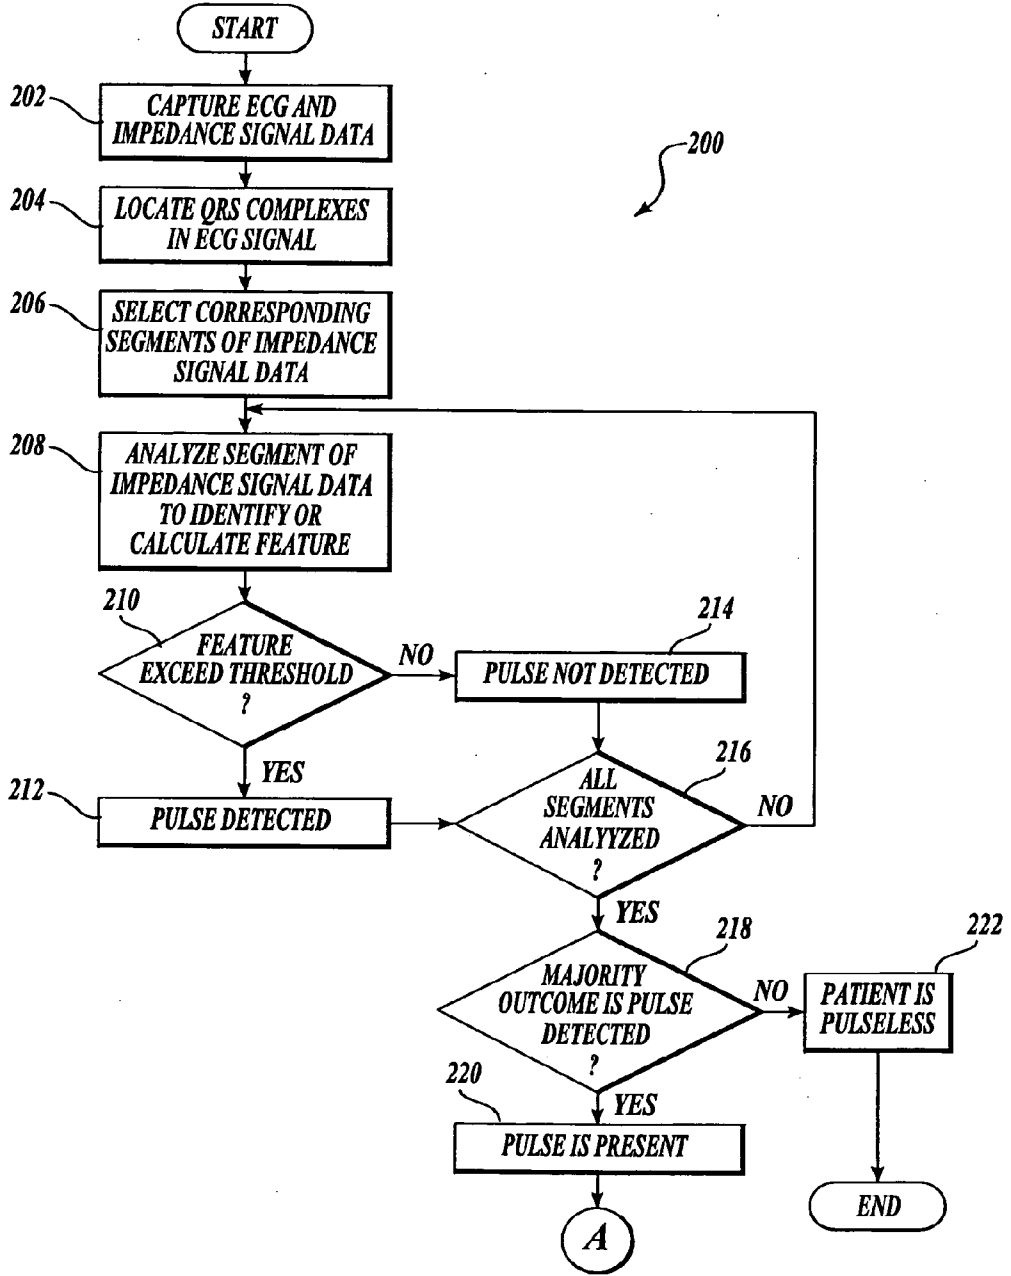 START
202
CAPTURE ECG AND
IMPEDANCE SIGNAL DATA
200
204
LOCATE QRS COMPLEXES
IN ECG SIGNAL
206
SELECT CORRESPONDING
SEGMENTS OF IMPEDANCE
SIGNAL DATA
208
ANALYZE SEGMENT OF
IMPEDANCE SIGNAL DATA
TO IDENTIFY OR
CALCULATE FEATURE
210
FEATURE
EXCEED THRESHOLD
?
NO
214
PULSE NOT DETECTED
YES
212
PULSE DETECTED
216
ALL
SEGMENTS
ANALYYZED
?
NO
YES
218
MAJORITY
OUTCOME IS PULSE
DETECTED
?
NO
222
PATIENT IS
PULSELESS
YES
220
PULSE IS PRESENT
END
A